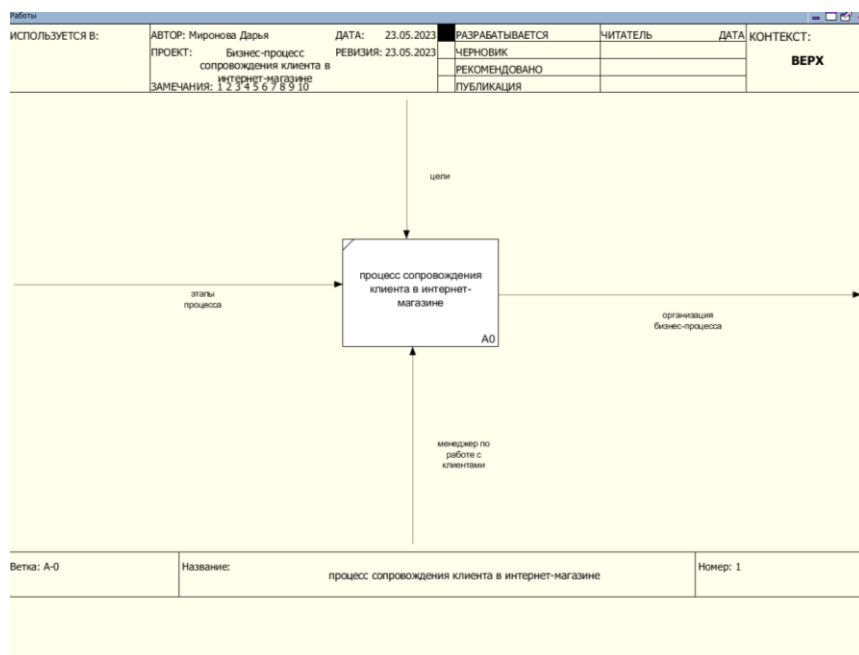 Работы
ИСПОЛЬЗУЕТСЯ В:
АВТОР: Миронова Дарья
ДАТА: 23.05.2023
ПРОЕКТ: Бизнес-процесс
сопровождения клиента в
интернет-магазине
РЕВИЗИЯ: 23.05.2023
ЗАМЕЧАНИЯ: 1 2 3 4 5 6 7 8 9 10
РАЗРАБАТЫВАЕТСЯ
ЧЕРНОВИК
РЕКОМЕНДОВАНО
ПУБЛИКАЦИЯ
ЧИТАТЕЛЬ
ДАТА
КОНТЕКСТ:
ВЕРХ
цели
процесс сопровождения
клиента в интернет-
магазине
A0
этапы
процесса
организация
бизнес-процесса
менеджер по
работе с
клиентами
Ветка: A-0
Название:
процесс сопровождения клиента в интернет-магазине
Номер: 1